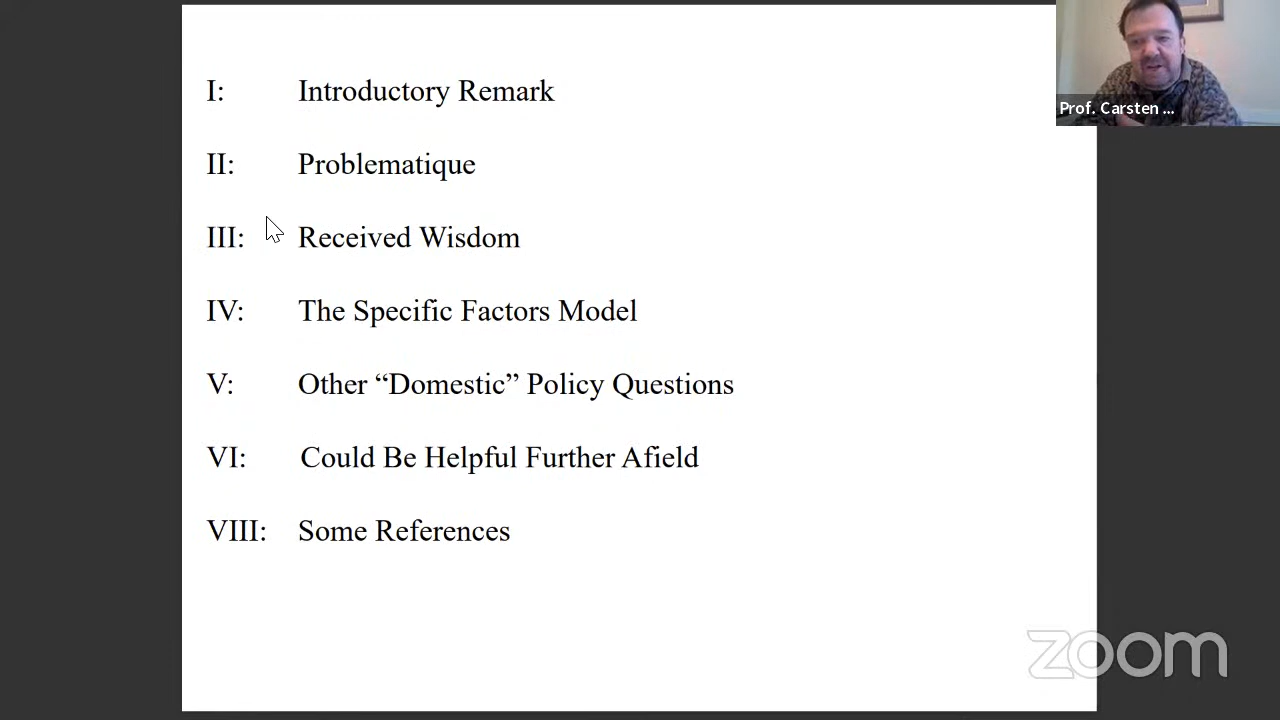 I: Introductory Remark
II: Problematique
III: Received Wisdom
IV: The Specific Factors Model
V: Other “Domestic” Policy Questions
VI: Could Be Helpful Further Afield
VIII: Some References
Prof. Carsten ...
zoom